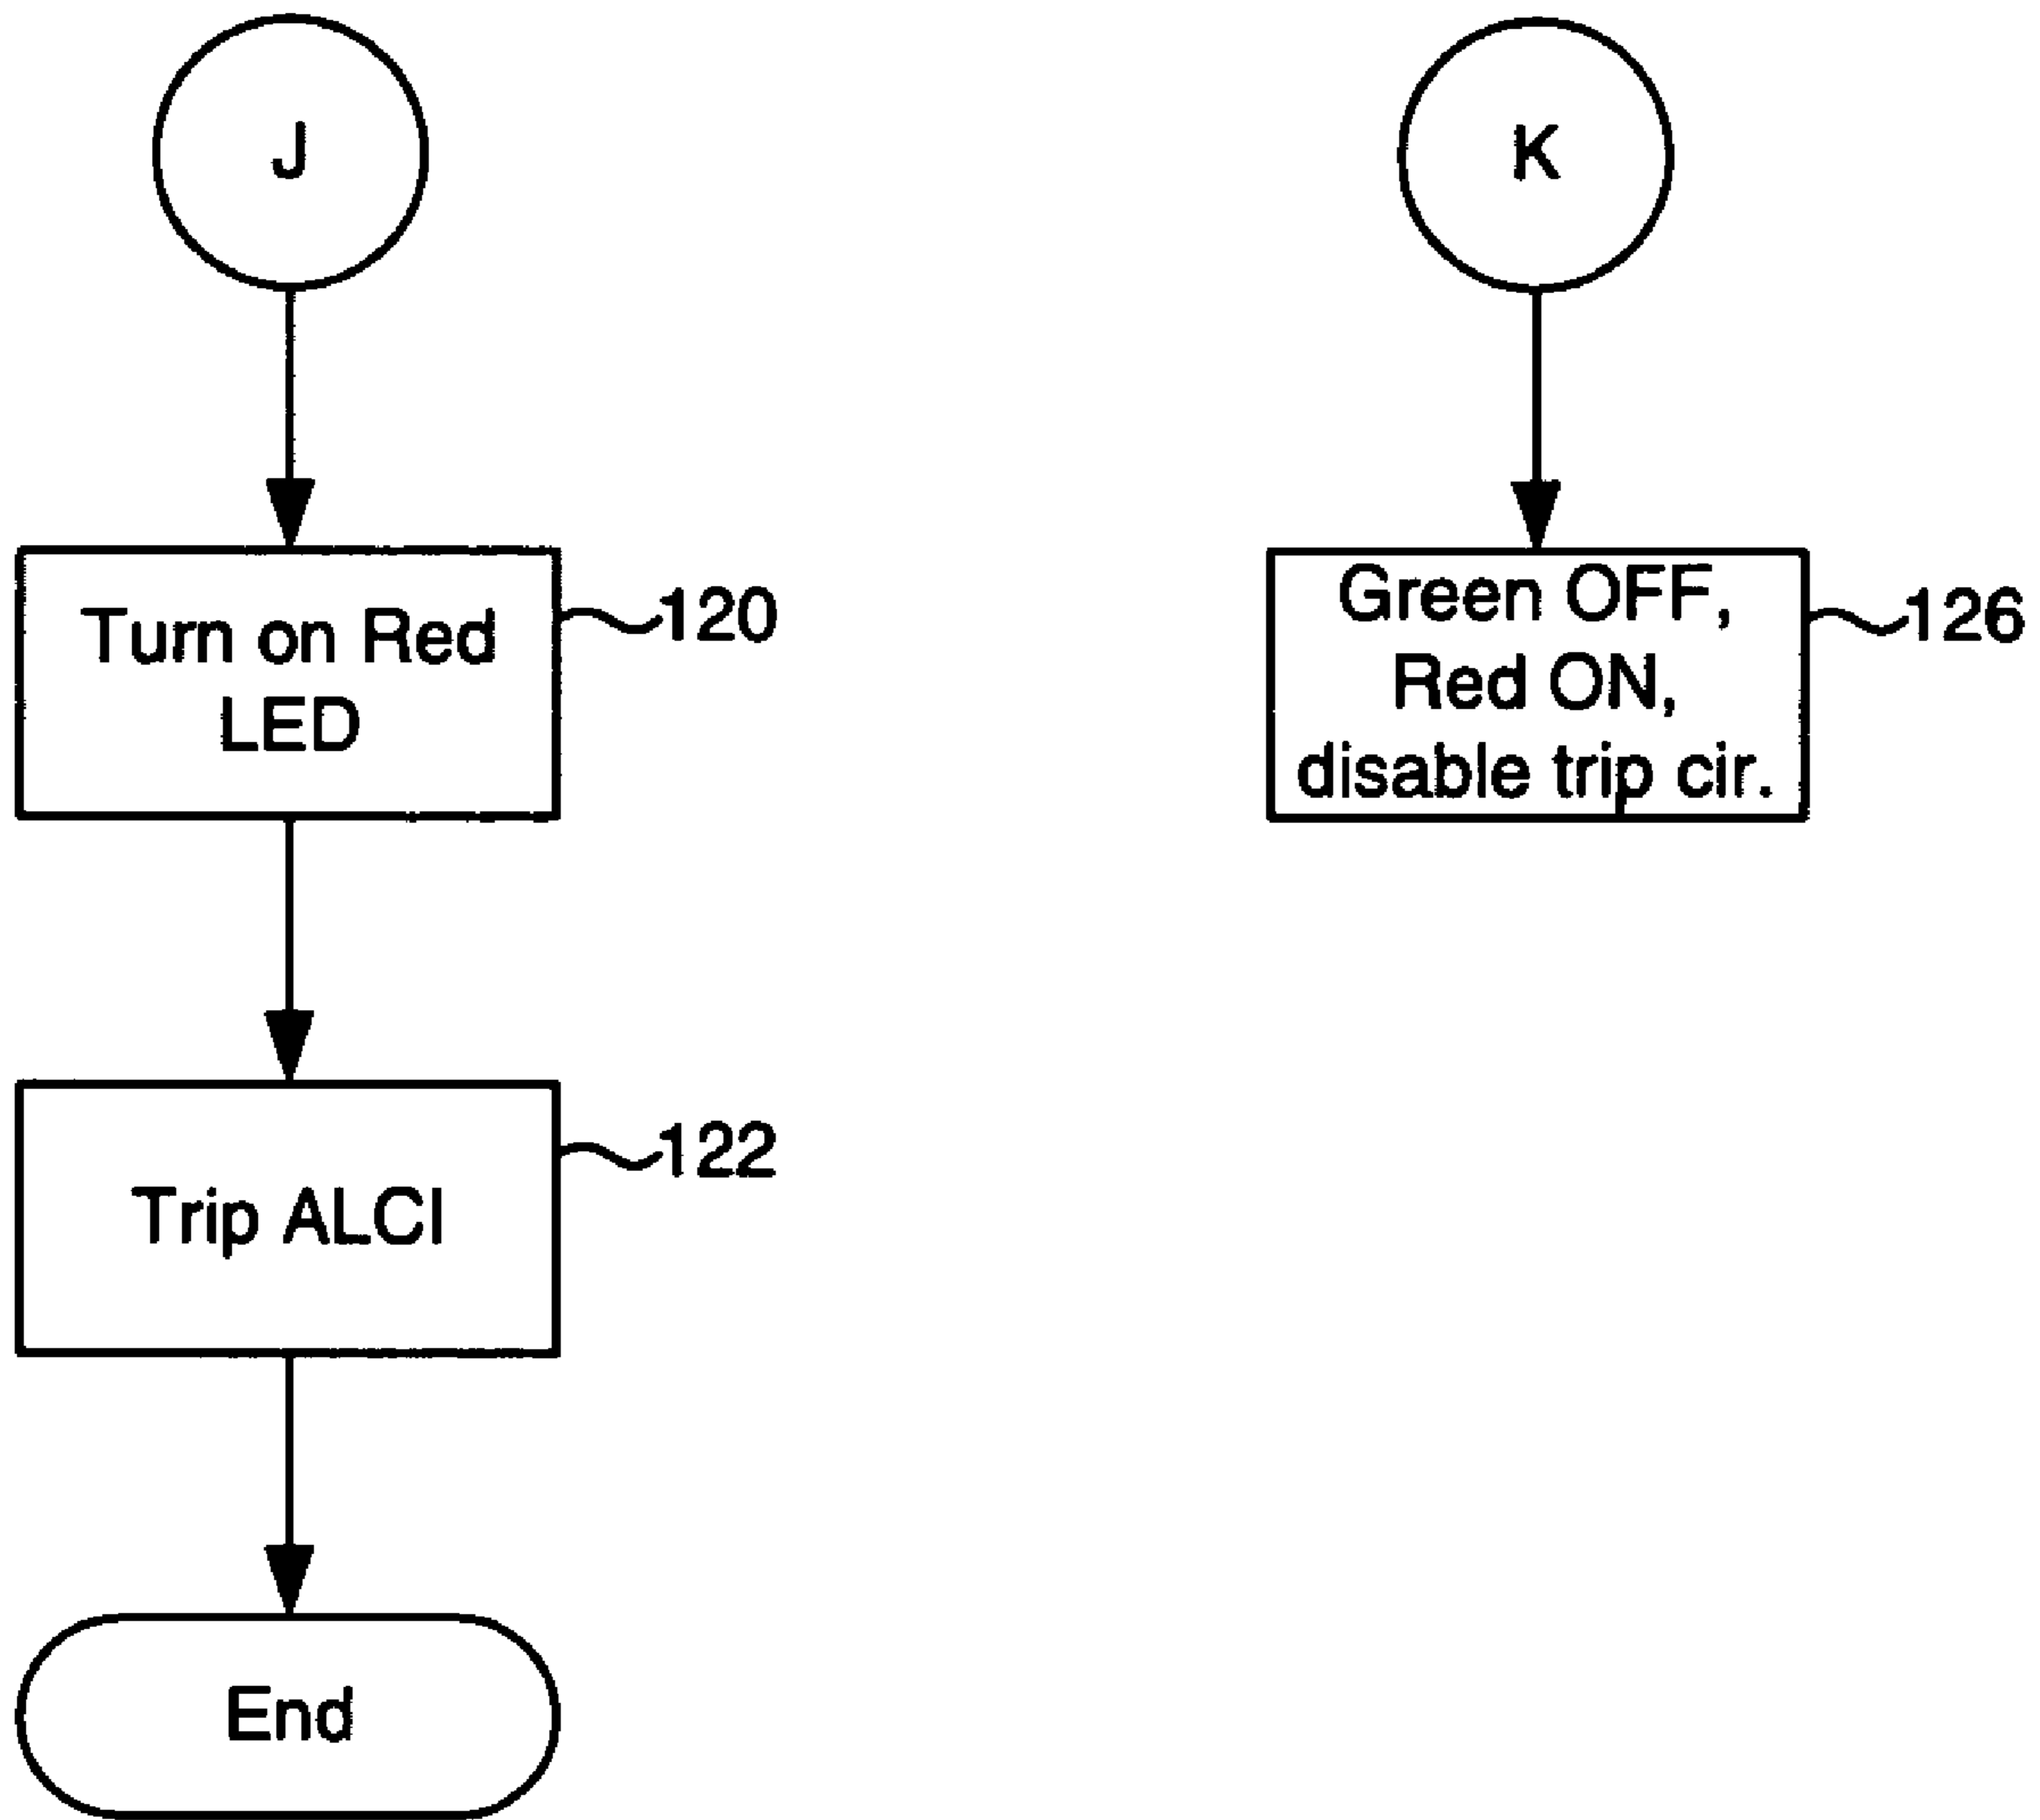 J
Turn on Red
LED
120
Trip ALCI
122
End
K
Green OFF,
Red ON,
disable trip cir.
126